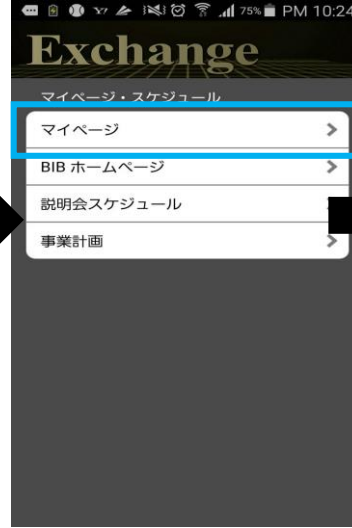 75% PM 10:24
Exchange
マイページ・スケジュール
マイページ
BIB ホームページ
説明会スケジュール
事業計画